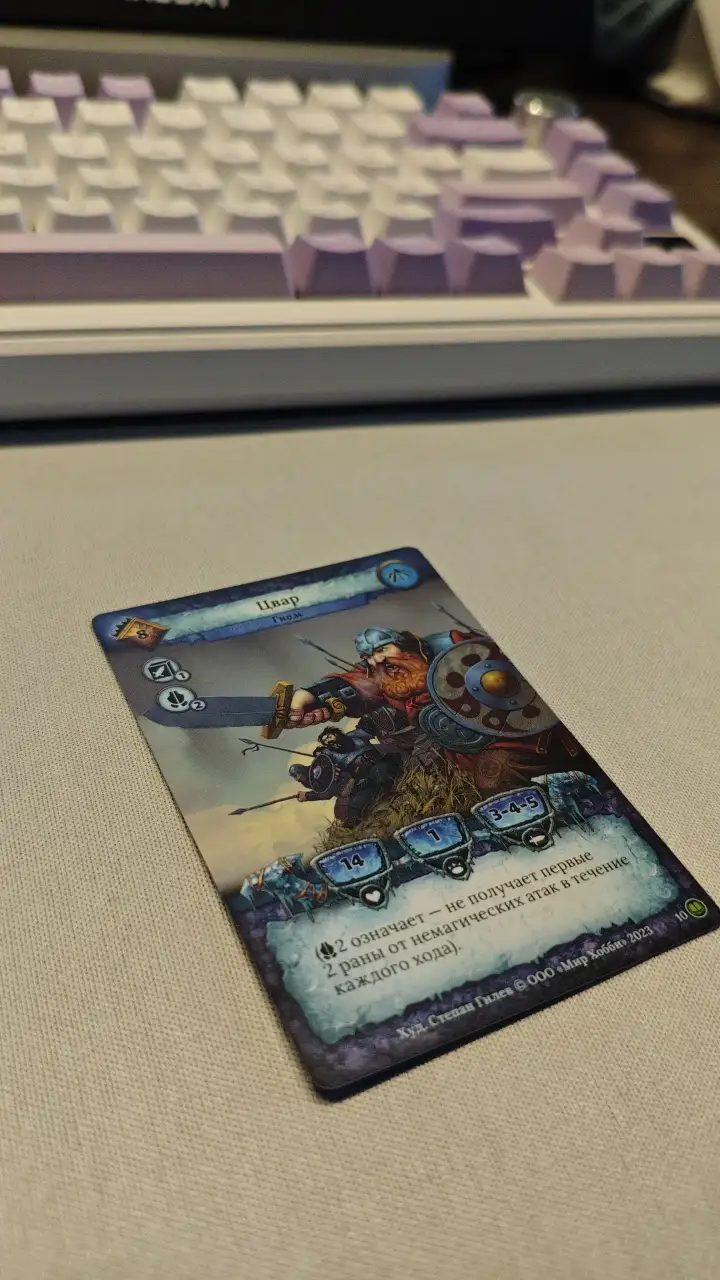 Цвар
Гном
8
1
2
14
1
3-4-5
(2 означает — не получает первые
2 раны от немагических атак в течение
каждого хода).
Худ. Степан Гилев © ООО «Мир Хобби» 2023
10